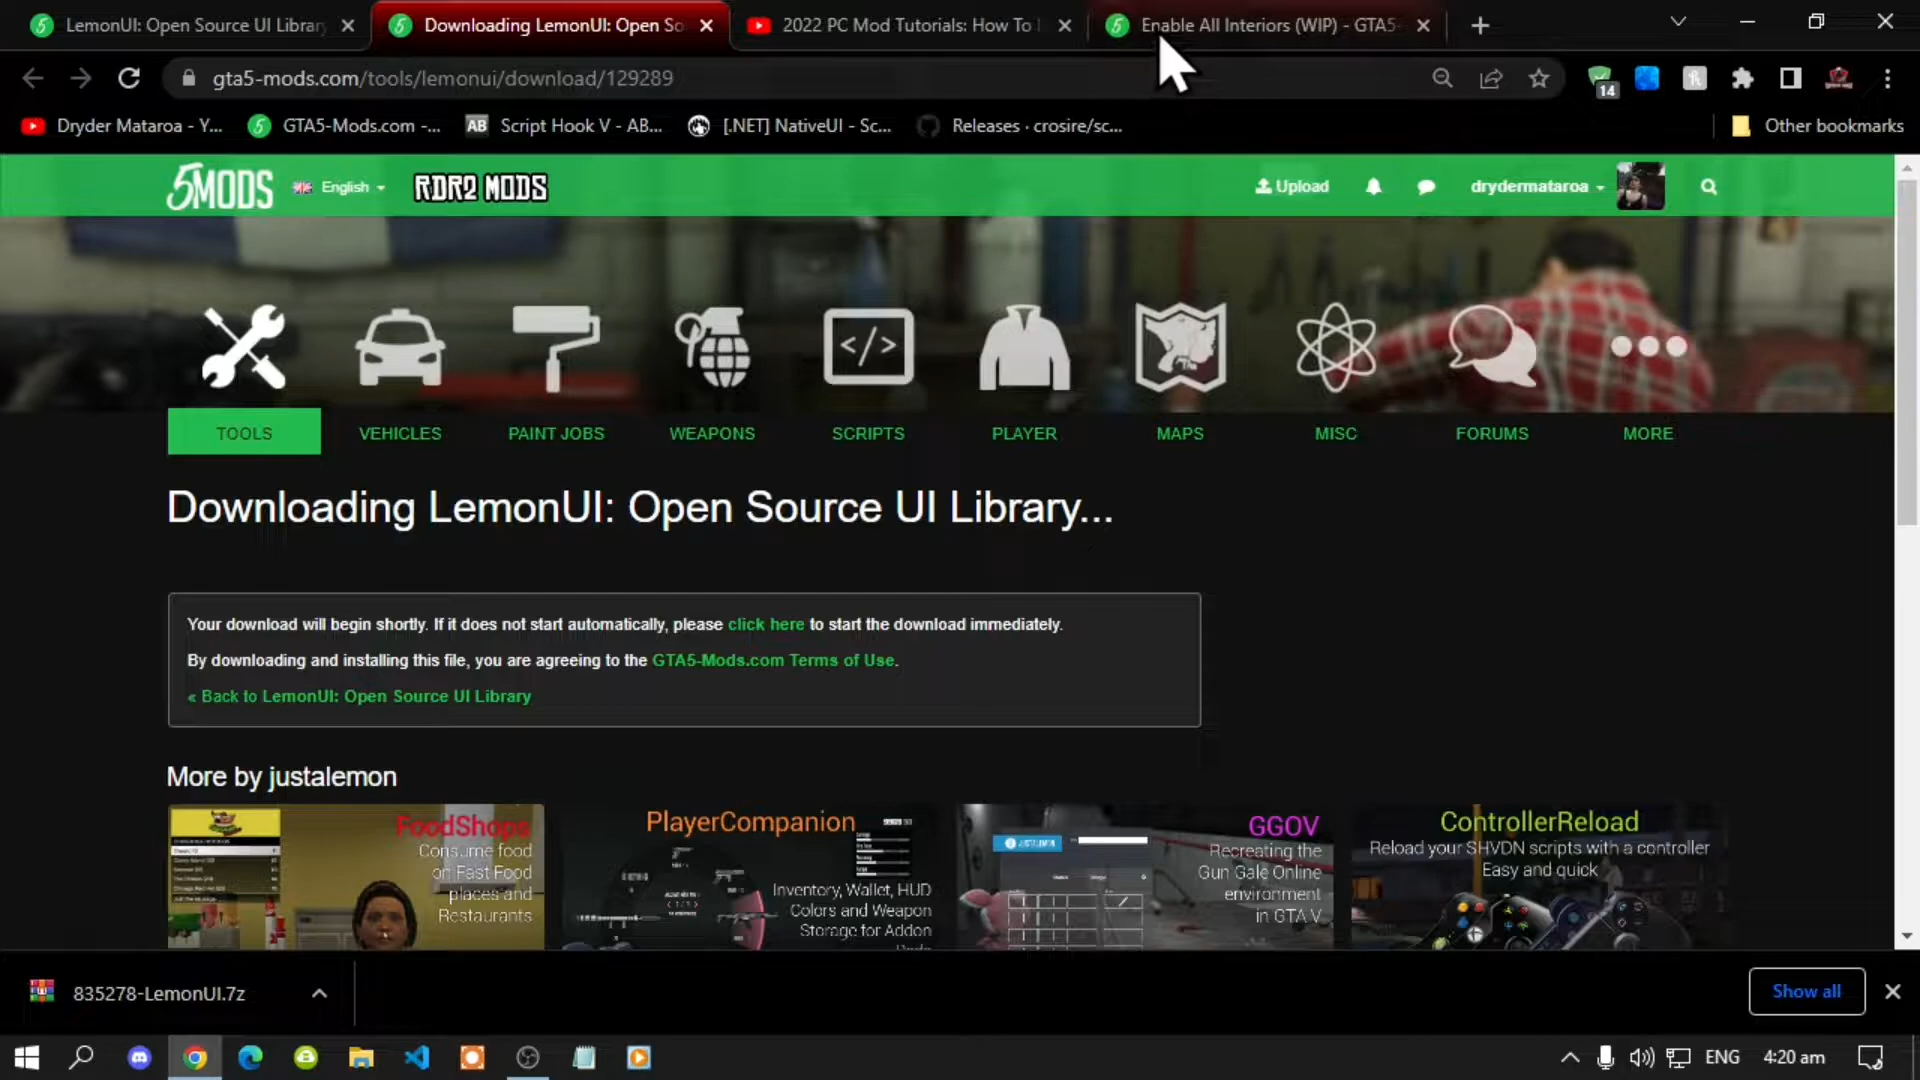 LemonUI: Open Source UI Library
Downloading LemonUI: Open So
2022 PC Mod Tutorials: How To
Enable All Interiors (WIP) - GTA5-
gta5-mods.com/tools/lemonui/download/129289
14
Dryder Mataroa - Y...
GTA5-Mods.com -...
AB Script Hook V - AB...
[.NET] NativeUI - Sc...
Releases · crosire/sc...
Other bookmarks
5MODS
English
RDR2 MODS
Upload
drydermataroa
TOOLS
VEHICLES
PAINT JOBS
WEAPONS
SCRIPTS
PLAYER
MAPS
MISC
FORUMS
MORE
Downloading LemonUI: Open Source UI Library...
Your download will begin shortly. If it does not start automatically, please click here to start the download immediately.
By downloading and installing this file, you are agreeing to the GTA5-Mods.com Terms of Use.
« Back to LemonUI: Open Source UI Library
More by justalemon
FoodShops
Consume food
on Fast Food
places and
Restaurants
PlayerCompanion
Inventory, Wallet, HUD
Colors and Weapon
Storage for Addon
GGOV
Recreating the
Gun Gale Online
environment
in GTA V
ControllerReload
Reload your SHVDN scripts with a controller
Easy and quick
835278-LemonUI.7z
Show all
ENG
4:20 am